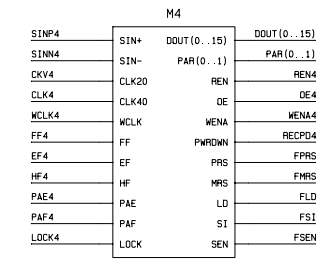 M4
SINP4 SIN+ DOUT(0..15) DOUT(0..15)
SINN4 SIN- PAR(0..1) PAR(0..1)
CKV4 CLK20 REN REN4
CLK4 CLK40 OE OE4
WCLK4 WCLK WENA WENA4
FF4 FF PWRDWN RECPD4
EF4 EF PRS FPRS
HF4 HF MRS FMRS
PAE4 PAE LD FLD
PAF4 PAF SI FSI
LOCK4 LOCK SEN FSEN